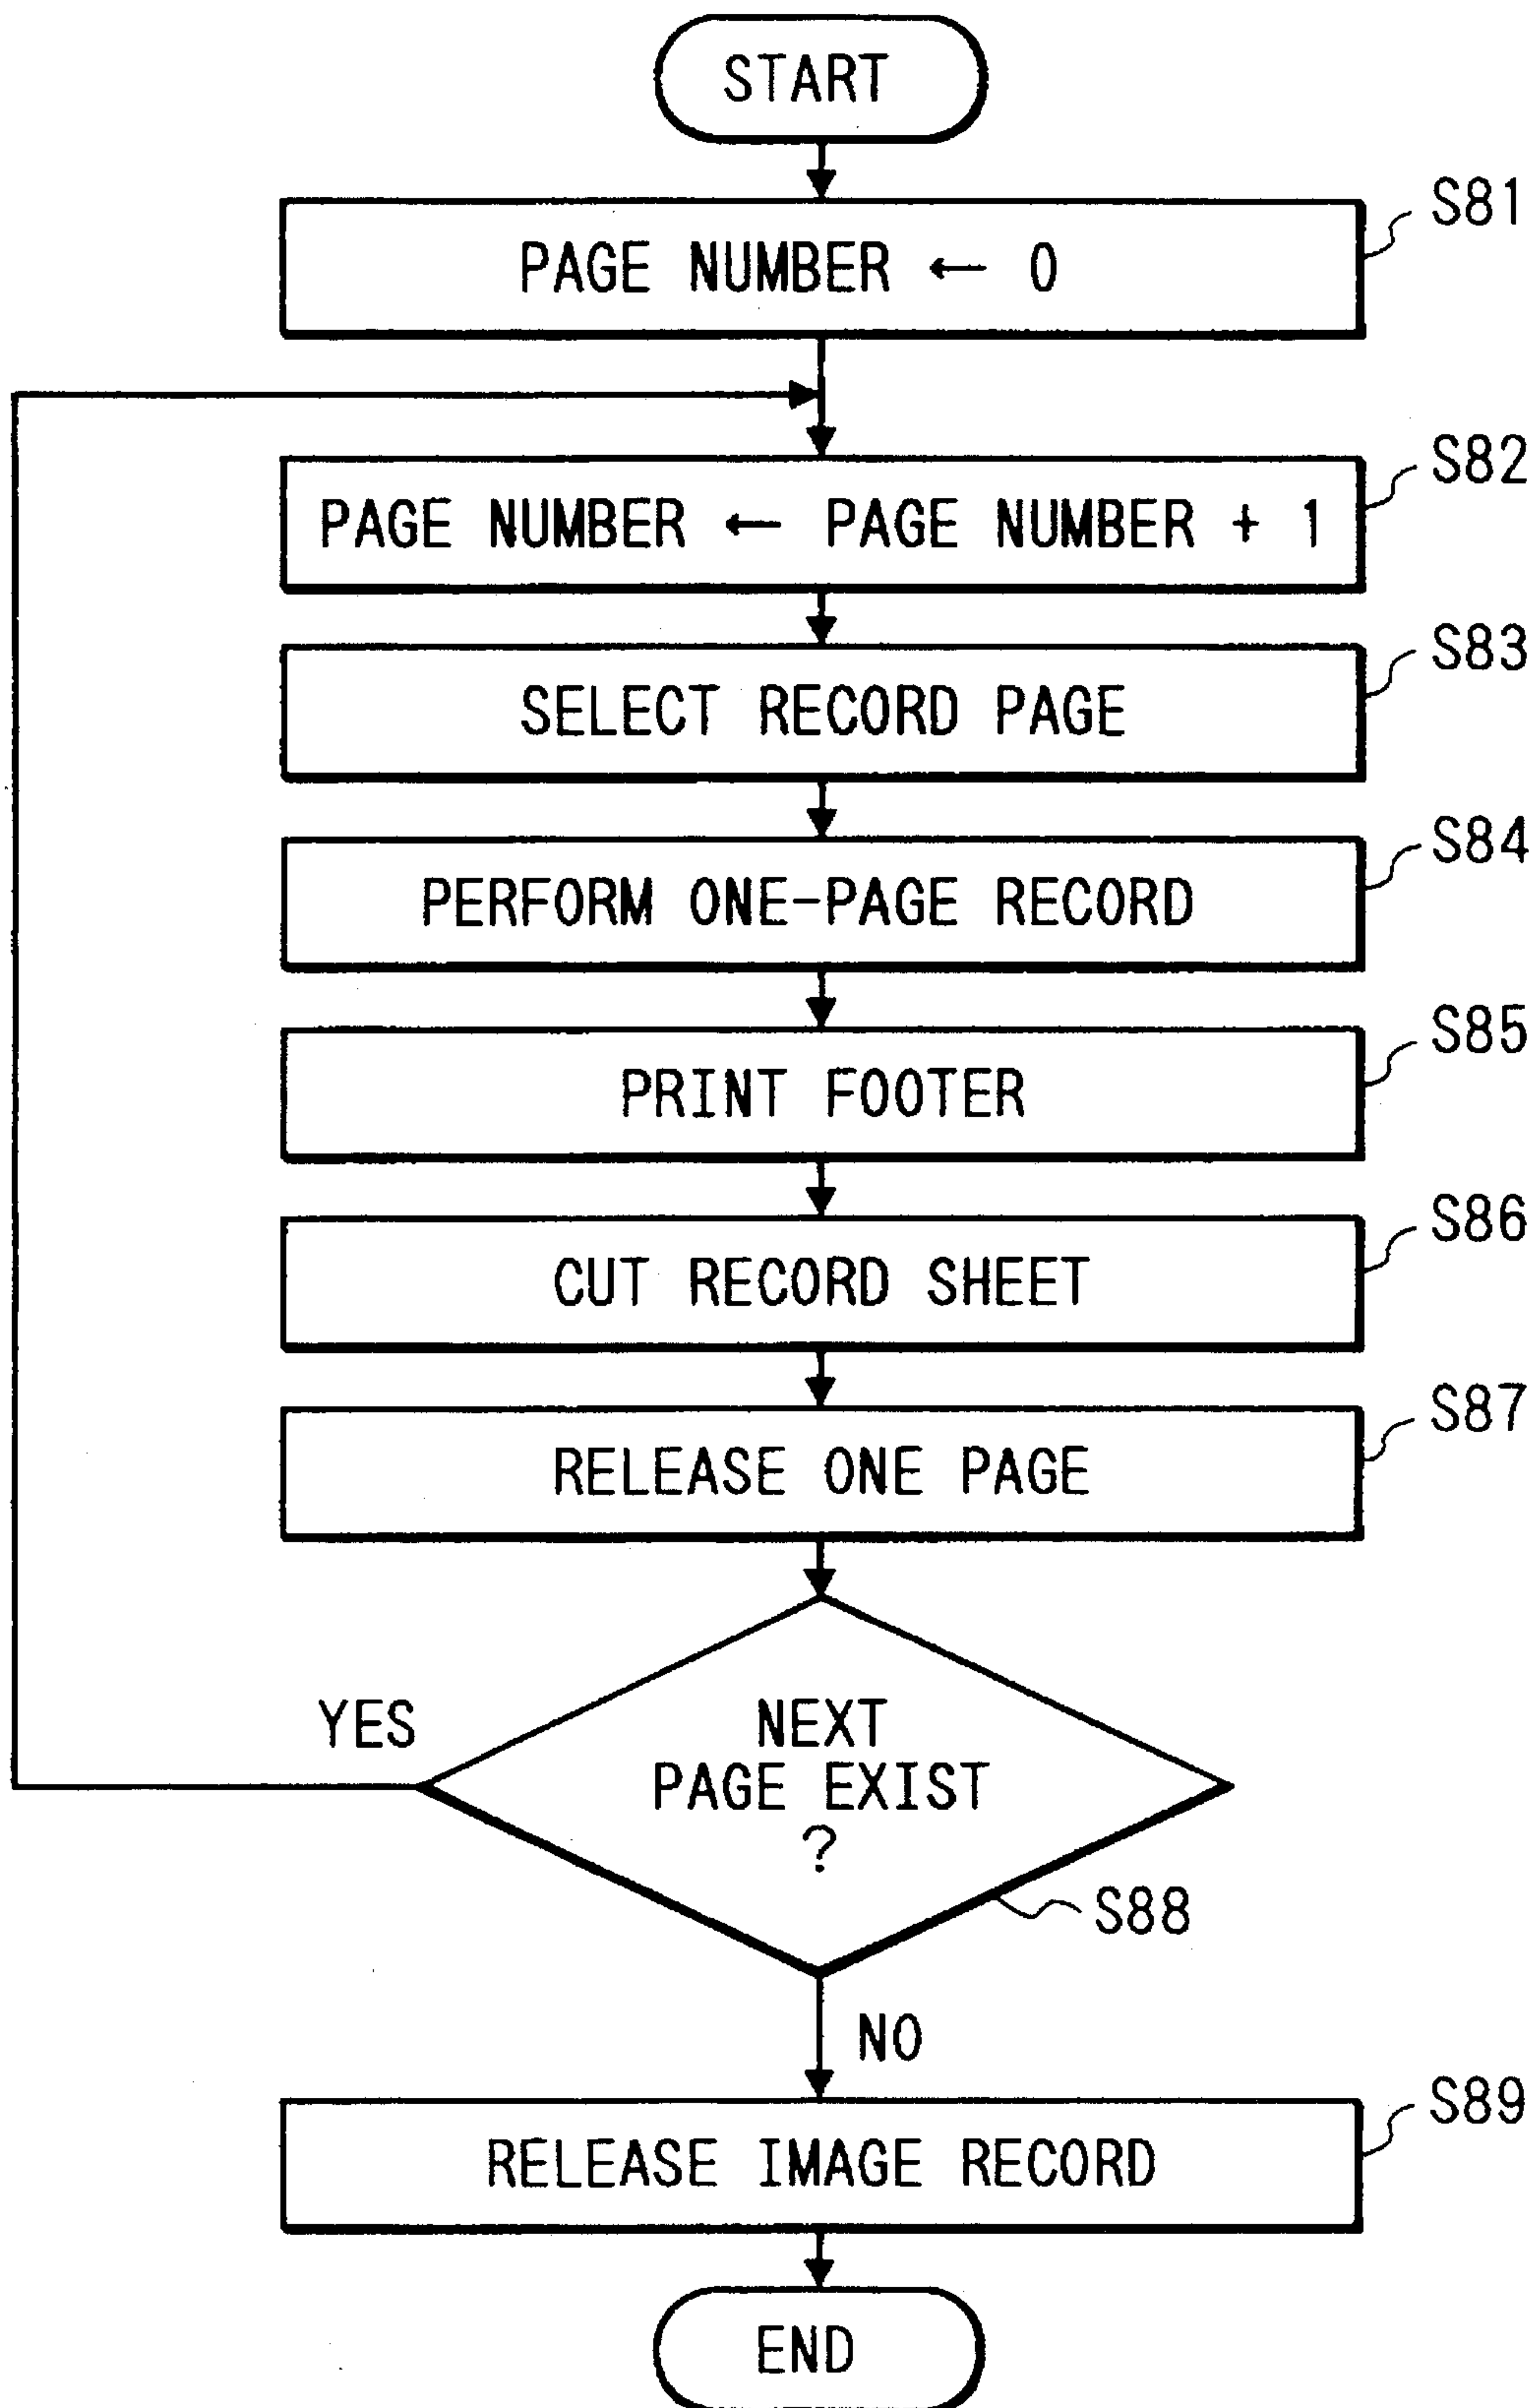 START
S81
PAGE NUMBER ← 0
S82
PAGE NUMBER ← PAGE NUMBER + 1
S83
SELECT RECORD PAGE
S84
PERFORM ONE-PAGE RECORD
S85
PRINT FOOTER
S86
CUT RECORD SHEET
S87
RELEASE ONE PAGE
YES
NEXT
PAGE EXIST
?
S88
NO
S89
RELEASE IMAGE RECORD
END